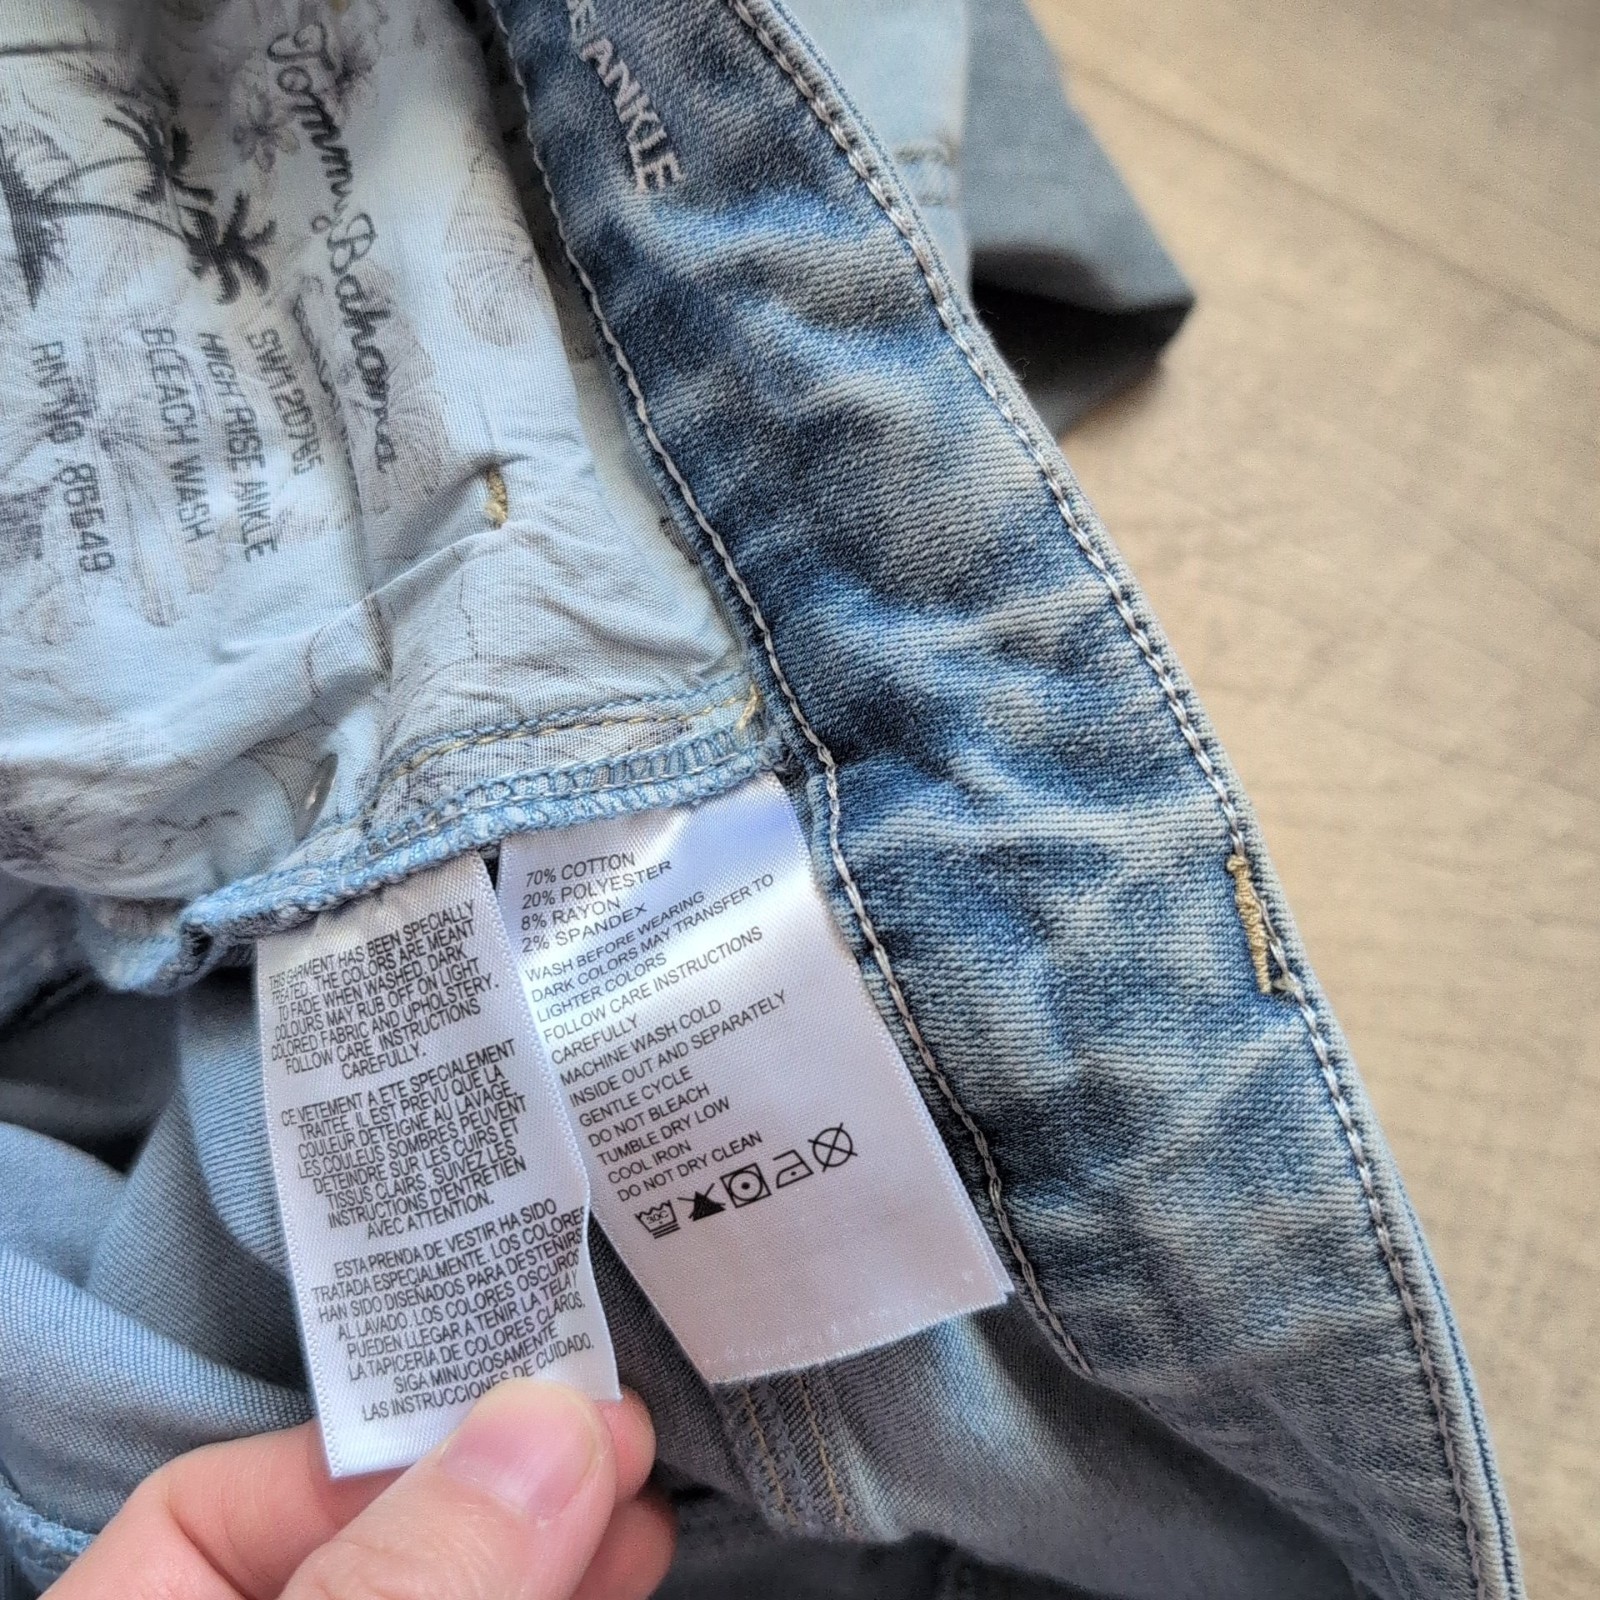 ANKLE
Tommy Bahama
SW120765
HIGH RISE ANKLE
BLEACH WASH
RN NO. 86549
THIS GARMENT HAS BEEN SPECIALLY
TREATED. THE COLORS ARE MEANT
TO FADE WHEN WASHED. DARK
COLOURS MAY RUB OFF ON LIGHT
COLORED FABRIC AND UPHOLSTERY.
FOLLOW CARE INSTRUCTIONS
CAREFULLY.
CE VETEMENT A ETE SPECIALEMENT
TRAITEE. IL EST PREVU QUE LA
COULEUR DETEIGNE AU LAVAGE.
LES COULEUS SOMBRES PEUVENT
DETEINDRE SUR LES CUIRS ET
TISSUS CLAIRS. SUIVEZ LES
INSTRUCTIONS D'ENTRETIEN
AVEC ATTENTION.
ESTA PRENDA DE VESTIR HA SIDO
TRATADA ESPECIALMENTE. LOS COLORES
HAN SIDO DISEÑADOS PARA DESTEÑIRSE
AL LAVADO. LOS COLORES OSCUROS
PUEDEN LLEGAR A TENIR LA TELA Y
LA TAPICERIA DE COLORES CLAROS.
SIGA MINUCIOSAMENTE
LAS INSTRUCCIONES DE CUIDADO.
70% COTTON
20% POLYESTER
8% RAYON
2% SPANDEX
WASH BEFORE WEARING
DARK COLORS MAY TRANSFER TO
LIGHTER COLORS
FOLLOW CARE INSTRUCTIONS
CAREFULLY
MACHINE WASH COLD
INSIDE OUT AND SEPARATELY
GENTLE CYCLE
DO NOT BLEACH
TUMBLE DRY LOW
COOL IRON
DO NOT DRY CLEAN
30C